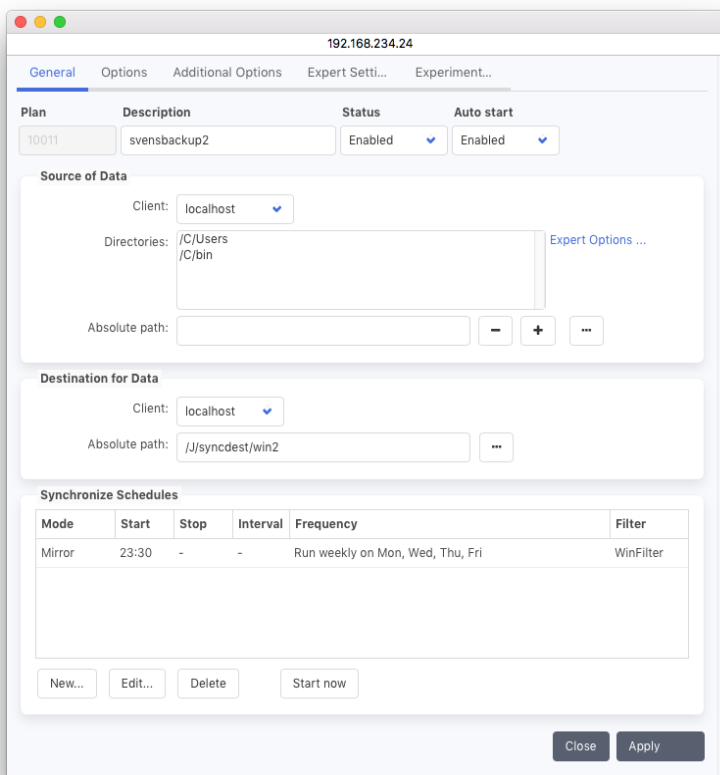 192.168.234.24
General Options Additional Options Expert Setti... Experiment...
Plan Description Status Auto start
10011 svensbackup2 Enabled Enabled
Source of Data
Client: localhost
Directories: /C/Users Expert Options ...
/C/bin
Absolute path: − + ...
Destination for Data
Client: localhost
Absolute path: /J/syncdest/win2 ...
Synchronize Schedules
Mode Start Stop Interval Frequency Filter
Mirror 23:30 - - Run weekly on Mon, Wed, Thu, Fri WinFilter
New... Edit... Delete Start now
Close Apply